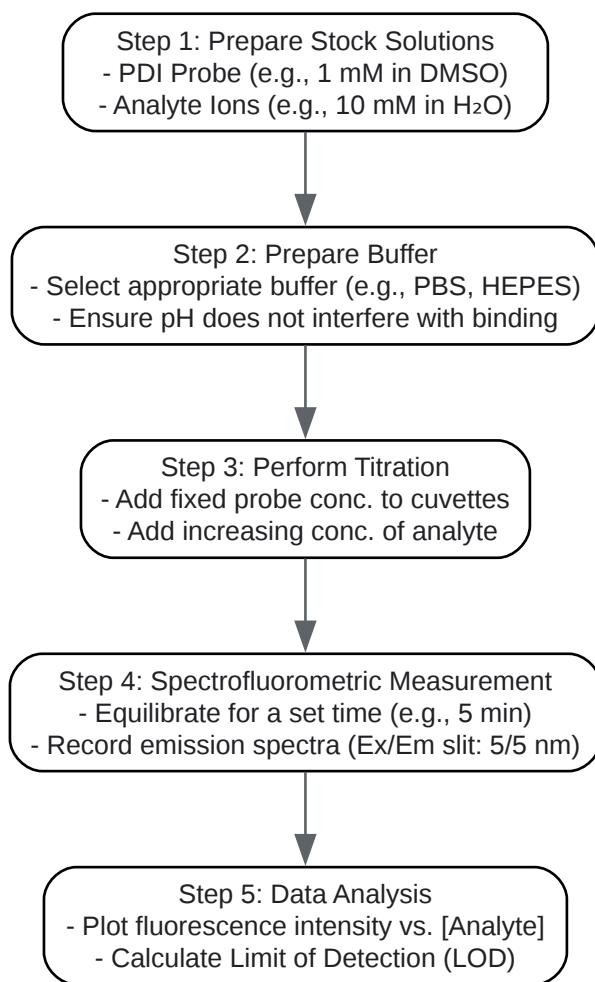 Step 1: Prepare Stock Solutions
- PDI Probe (e.g., 1 mM in DMSO)
- Analyte Ions (e.g., 10 mM in H₂O)
Step 2: Prepare Buffer
- Select appropriate buffer (e.g., PBS, HEPES)
- Ensure pH does not interfere with binding
Step 3: Perform Titration
- Add fixed probe conc. to cuvettes
- Add increasing conc. of analyte
Step 4: Spectrofluorometric Measurement
- Equilibrate for a set time (e.g., 5 min)
- Record emission spectra (Ex/Em slit: 5/5 nm)
Step 5: Data Analysis
- Plot fluorescence intensity vs. [Analyte]
- Calculate Limit of Detection (LOD)